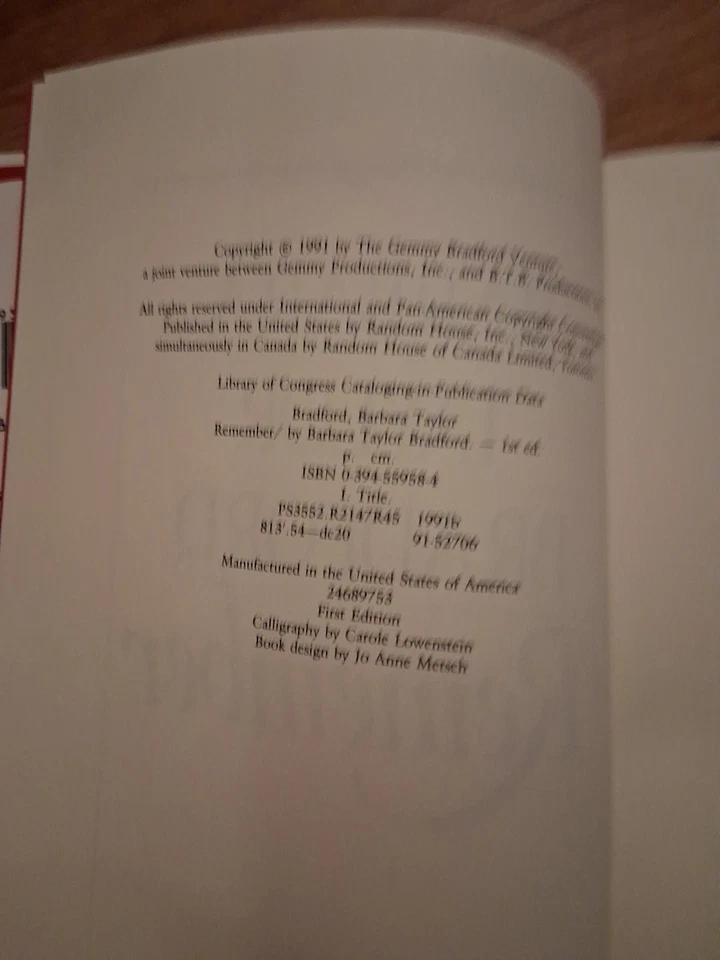 Copyright © 1991 by The Gemmy Bradford Venture,
a joint venture between Gemmy Productions, Inc., and B.T.B. Productions
All rights reserved under International and Pan-American Copyright
Published in the United States by Random House, Inc., New York,
simultaneously in Canada by Random House of Canada Limited,
Library of Congress Cataloging-in-Publication Data
Bradford, Barbara Taylor
Remember/ by Barbara Taylor Bradford. — 1st ed.
p. cm.
ISBN 0-394-55958-4
I. Title.
PS3552.R2147R45 1991b
813'.54—dc20 91-52706
Manufactured in the United States of America
24689753
First Edition
Calligraphy by Carole Lowenstein
Book design by Jo Anne Metsch